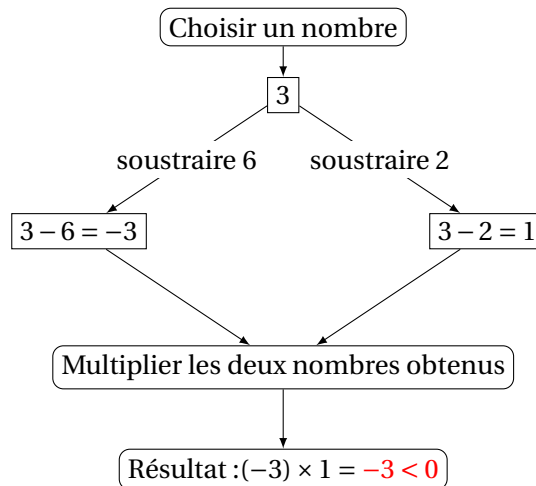 Choisir un nombre
3
soustraire 6 soustraire 2
3 − 6 = −3 3 − 2 = 1
Multiplier les deux nombres obtenus
Résultat :(−3) × 1 = −3 < 0